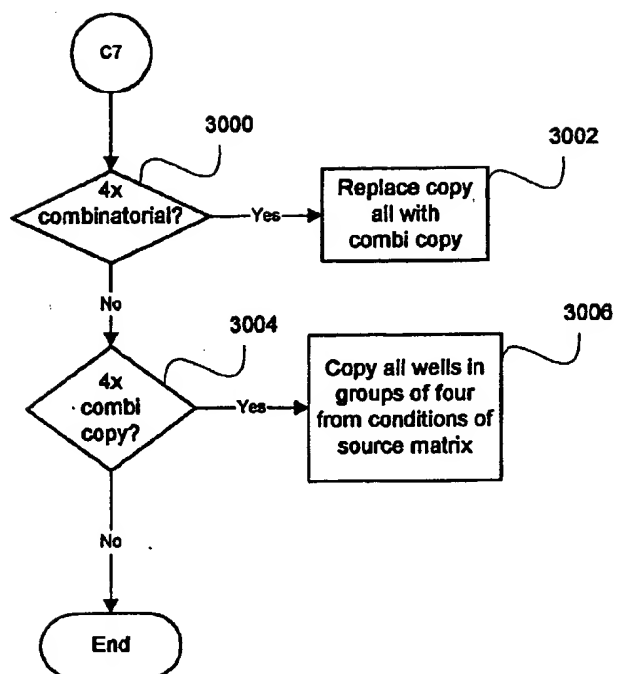 C7
3000
4x
combinatorial?
Yes
3002
Replace copy
all with
combi copy
No
3004
4x
combi
copy?
Yes
3006
Copy all wells in
groups of four
from conditions of
source matrix
No
End